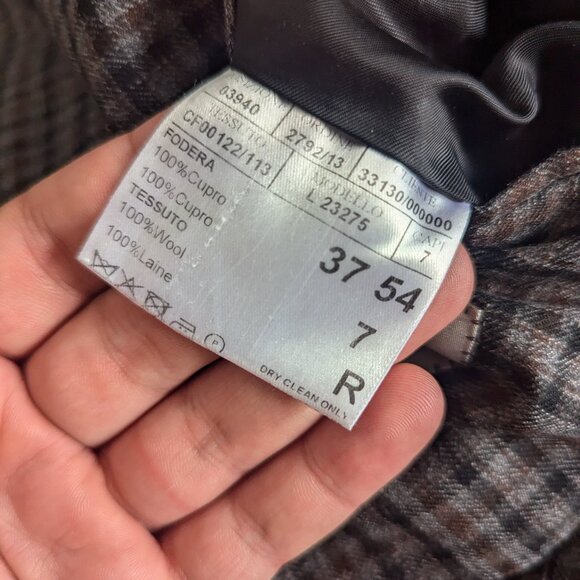 03940 2792/13 33130/000000
TESSUTO MODELLO CAPI
CF00122/113 L 23275 7
FODERA
100%Cupro
100%Cupro
TESSUTO
100%Wool
100%Laine
37 54
7
R
P
DRY CLEAN ONLY